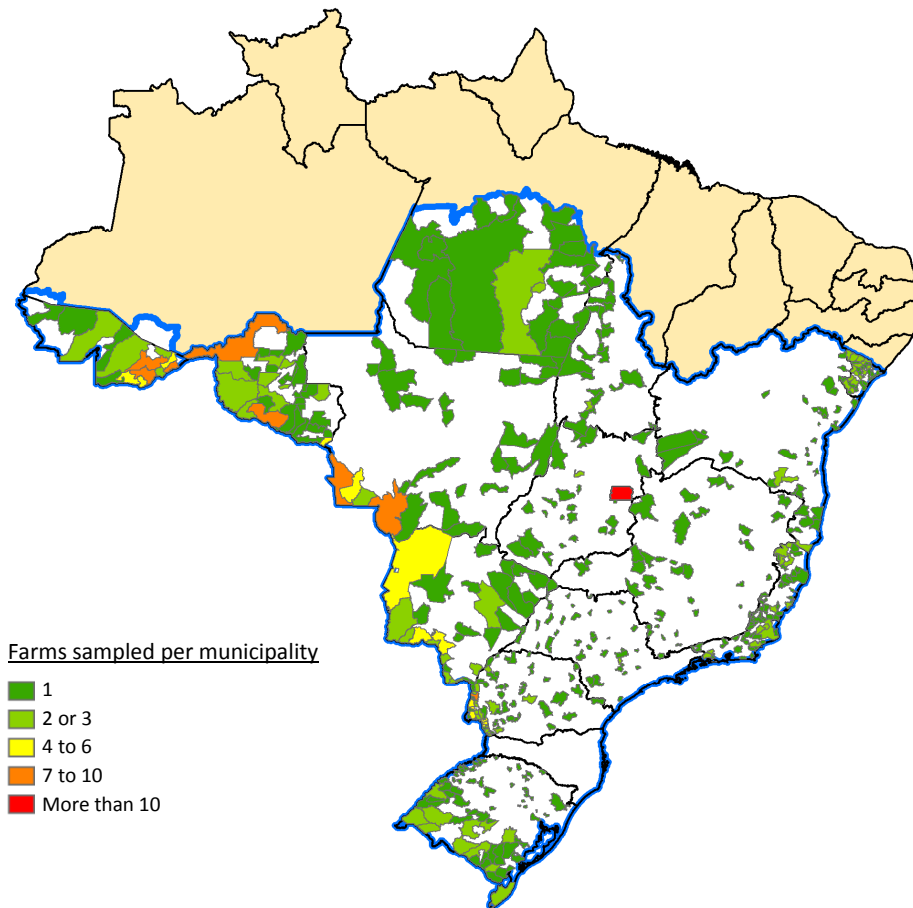 Farms sampled per municipality
1
2 or 3
4 to 6
7 to 10
More than 10